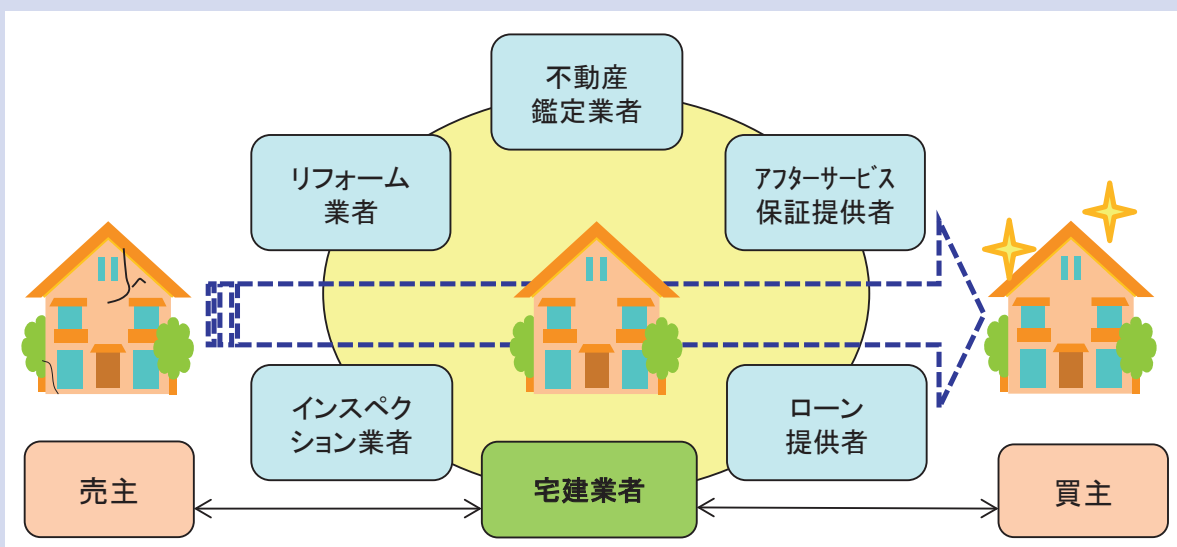 不動産
鑑定業者
リフォーム
業者
アフターサービス
保証提供者
インスペク
ション業者
ローン
提供者
売主
宅建業者
買主